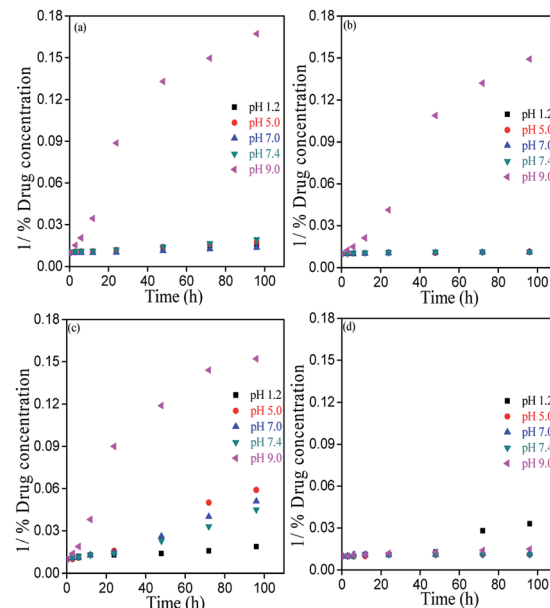 (a)
0.18
0.15
0.12
0.09
0.06
0.03
0.00
1/ % Drug concentration
pH 1.2
pH 5.0
pH 7.0
pH 7.4
pH 9.0
0 20 40 60 80 100
Time (h)
(b)
0.18
0.15
0.12
0.09
0.06
0.03
0.00
1/ % Drug concentration
pH 1.2
pH 5.0
pH 7.0
pH 7.4
pH 9.0
0 20 40 60 80 100
Time (h)
(c)
0.18
0.15
0.12
0.09
0.06
0.03
0.00
1/ % Drug concentration
pH 1.2
pH 5.0
pH 7.0
pH 7.4
pH 9.0
0 20 40 60 80 100
Time (h)
(d)
0.18
0.15
0.12
0.09
0.06
0.03
0.00
1/ % Drug concentration
pH 1.2
pH 5.0
pH 7.0
pH 7.4
pH 9.0
0 20 40 60 80 100
Time (h)